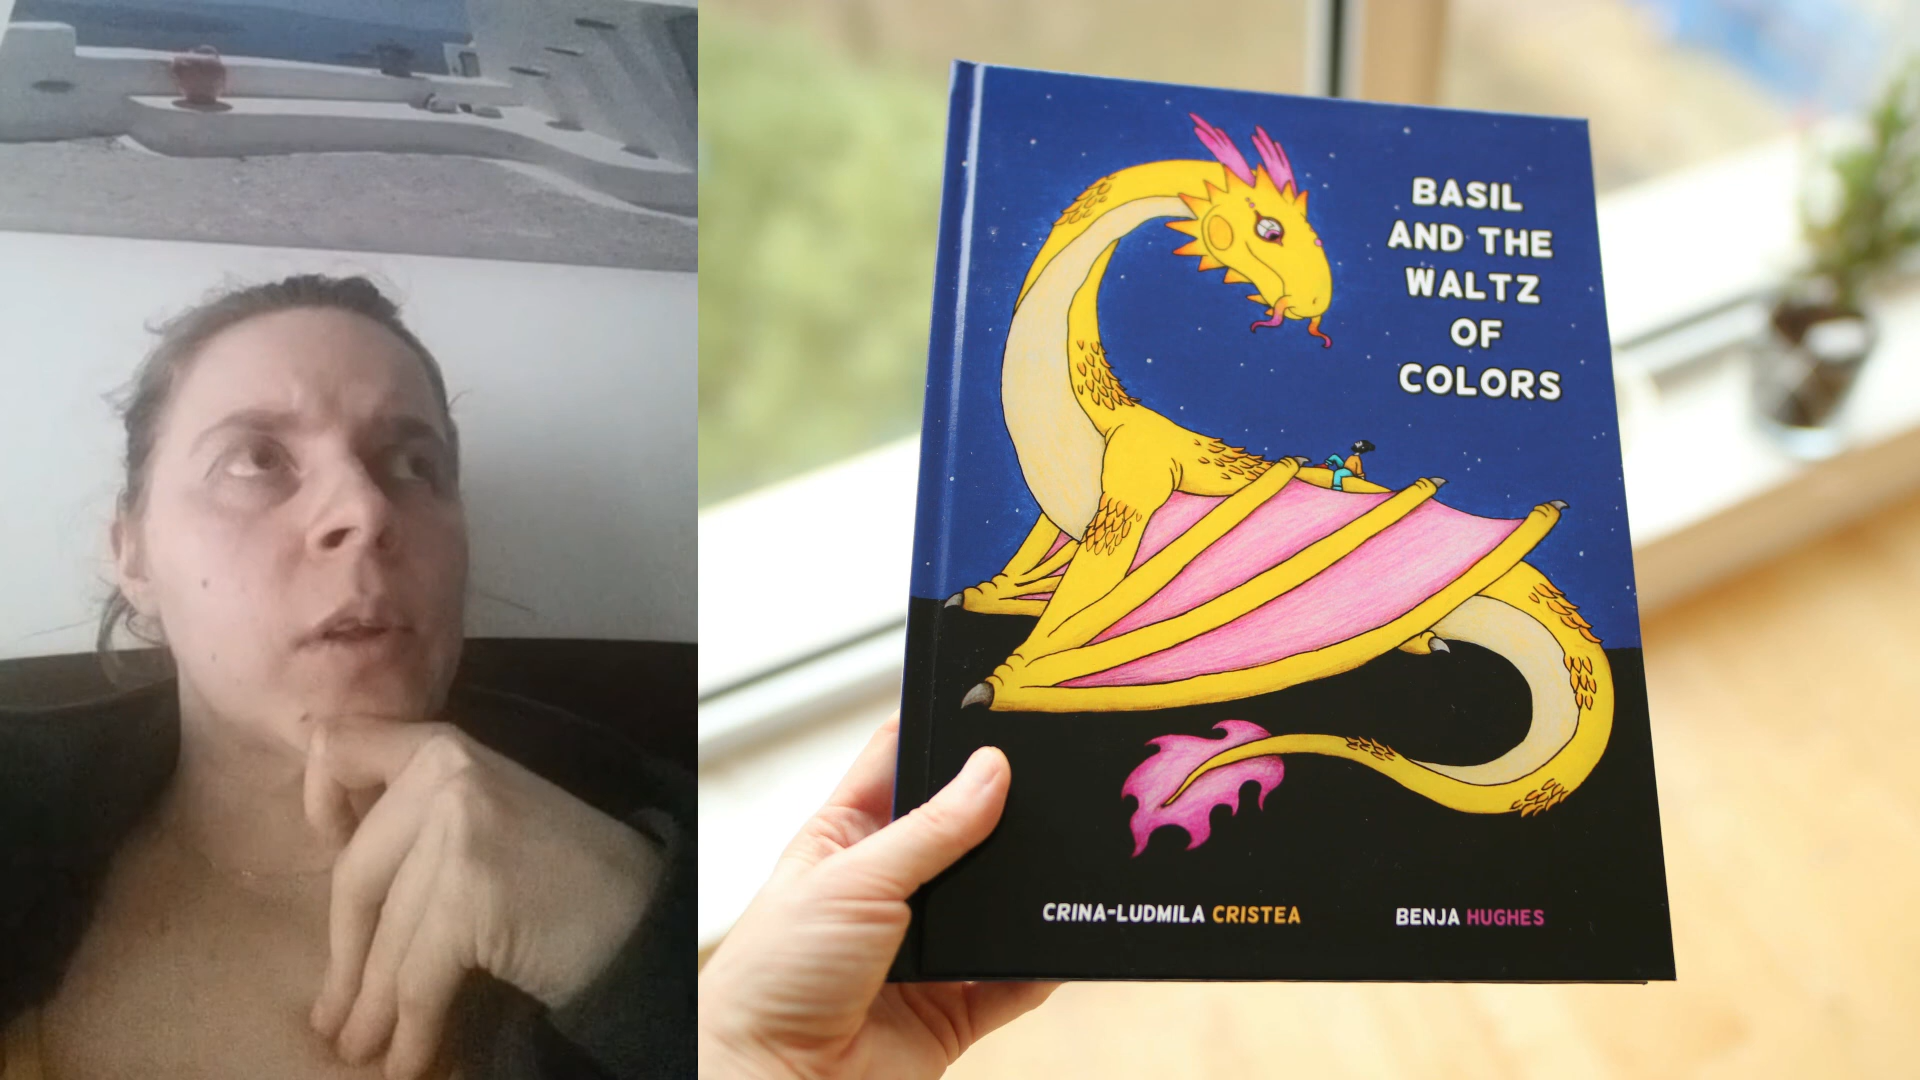 BASIL
AND THE
WALTZ
OF
COLORS
CRINA-LUDMILA CRISTEA
BENJA HUGHES